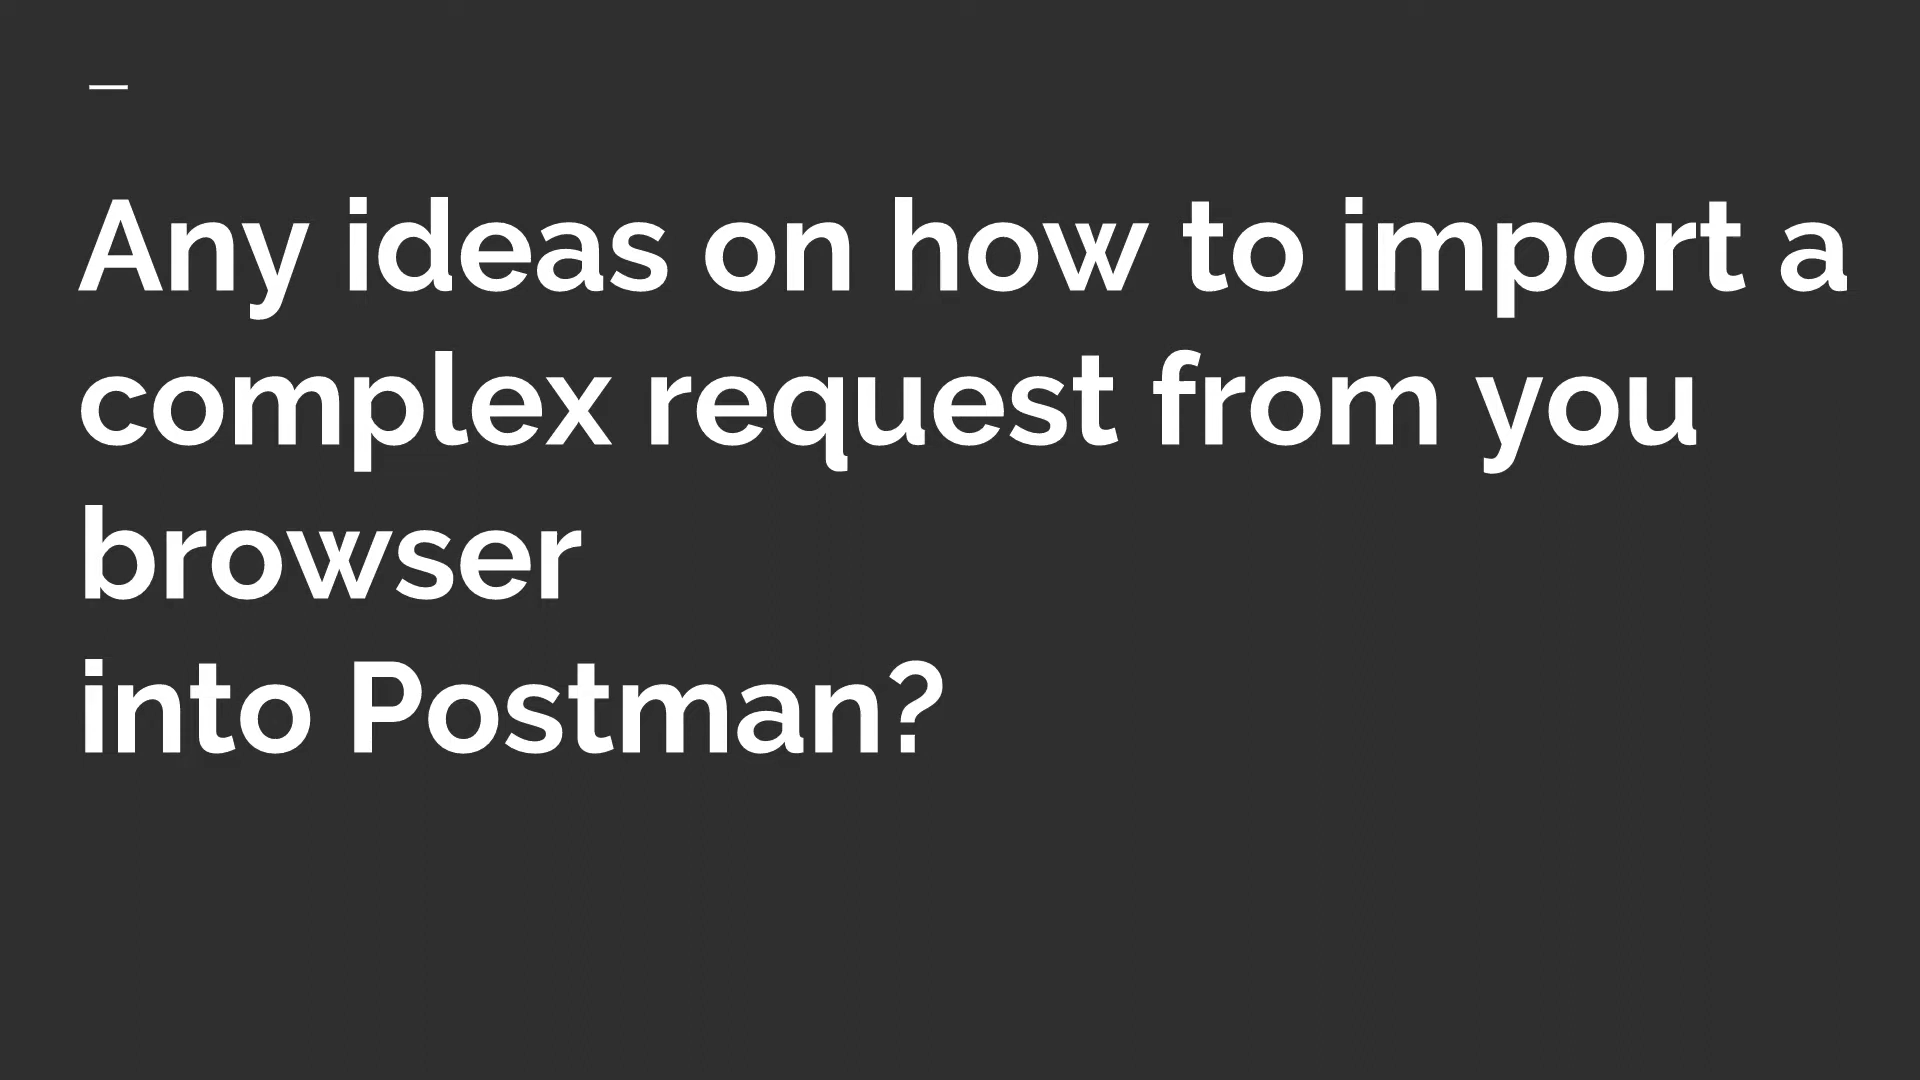 Any ideas on how to import a
complex request from you
browser
into Postman?